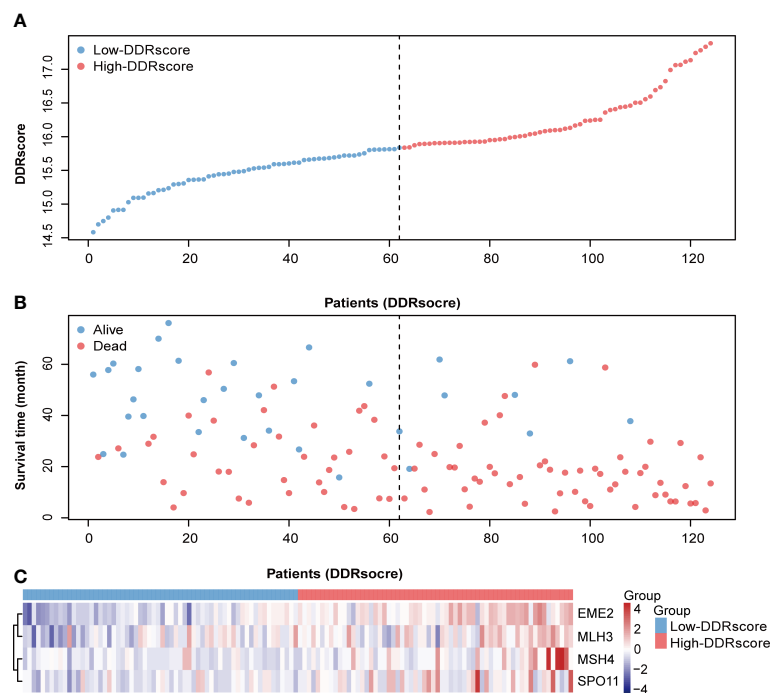 A
Low-DDRscore
High-DDRscore
DDRscore
14.5 15.0 15.5 16.0 16.5 17.0
0 20 40 60 80 100 120
B
Patients (DDRsocre)
Alive
Dead
Survival time (month)
0 20 40 60
0 20 40 60 80 100 120
C
Patients (DDRsocre)
EME2
MLH3
MSH4
SPO11
Group
4
2
0
−2
−4
Group
Low-DDRscore
High-DDRscore